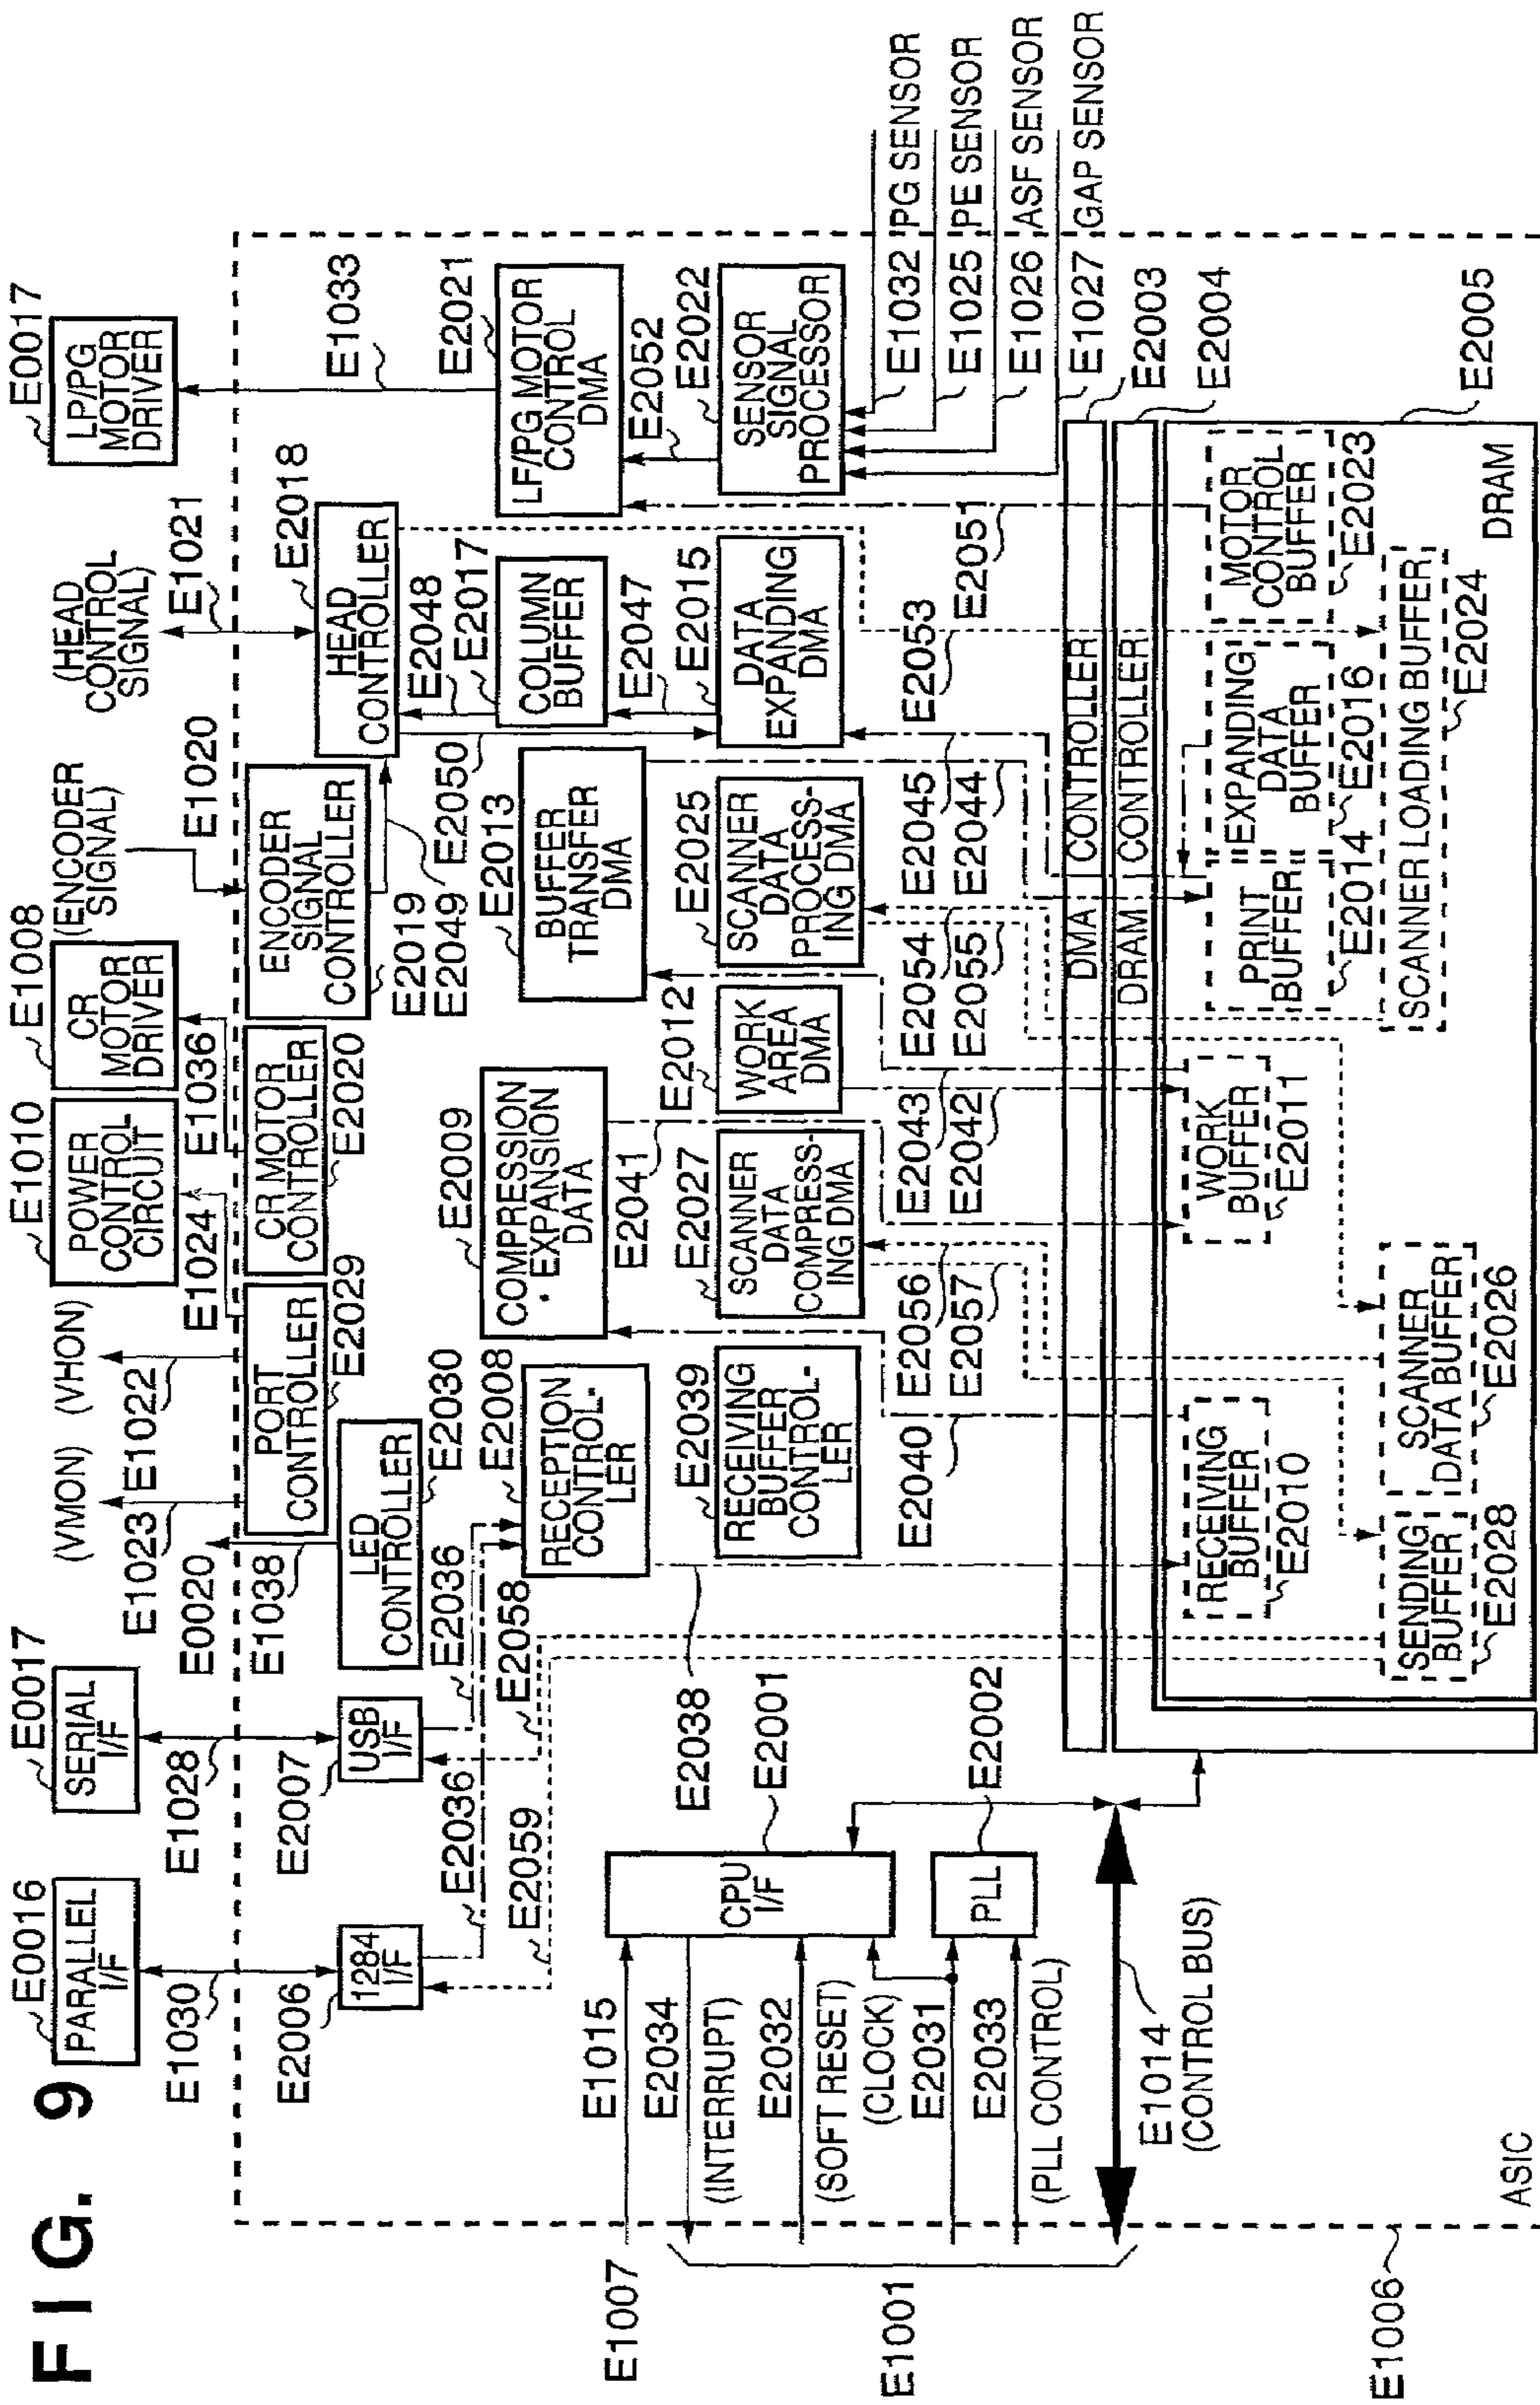 FIG. 9
E0016
PARALLEL
I/F
E0017
SERIAL
I/F
(VMON)
(VHON)
E1010
POWER
CONTROL
CIRCUIT
E1008
CR
MOTOR
DRIVER
(ENCODER
SIGNAL)
(HEAD
CONTROL
SIGNAL)
E0017
LP/PG
MOTOR
DRIVER
E1030
E1028
E0020
E1023
E1022
E1024
E1036
E1020
E1021
E1033
E2006
1284
I/F
E2007
USB
I/F
E1038
LED
CONTROLLER
E2030
PORT
CONTROLLER
E2029
CR MOTOR
CONTROLLER
E2020
ENCODER
SIGNAL
CONTROLLER
E2019
E2049
HEAD
CONTROLLER
E2018
E2036
E2036
E2059
E2058
E2008
RECEPTION
CONTROL-
LER
E2009
COMPRESSION
· EXPANSION
DATA
E2013
BUFFER
TRANSFER
DMA
E2050
E2048
E2017
COLUMN
BUFFER
E2021
LF/PG MOTOR
CONTROL
DMA
E2052
E2047
E2041
E1007
E1015
E2034
(INTERRUPT)
E2032
(SOFT RESET)
(CLOCK)
E2031
E2033
(PLL CONTROL)
E1001
CPU
I/F
E2001
PLL
E2002
E2038
E2039
RECEIVING
BUFFER
CONTROL-
LER
E2027
SCANNER
DATA
COMPRESS-
ING DMA
E2012
WORK
AREA
DMA
E2025
SCANNER
DATA
PROCESS-
ING DMA
E2015
DATA
EXPANDING
DMA
E2022
SENSOR
SIGNAL
PROCESSOR
E2040
E2056
E2057
E2043
E2042
E2054
E2055
E2045
E2044
E2053
E2051
E1032 PG SENSOR
E1025 PE SENSOR
E1026 ASF SENSOR
E1027 GAP SENSOR
E1014
(CONTROL BUS)
DMA CONTROLLER
E2003
DRAM CONTROLLER
E2004
RECEIVING
BUFFER
E2010
WORK
BUFFER
E2011
PRINT
BUFFER
E2014
EXPANDING
DATA
BUFFER
E2016
MOTOR
CONTROL
BUFFER
E2023
E2005
SENDING
BUFFER
E2028
SCANNER
DATA BUFFER
E2026
SCANNER LOADING BUFFER
E2024
DRAM
E1006
ASIC